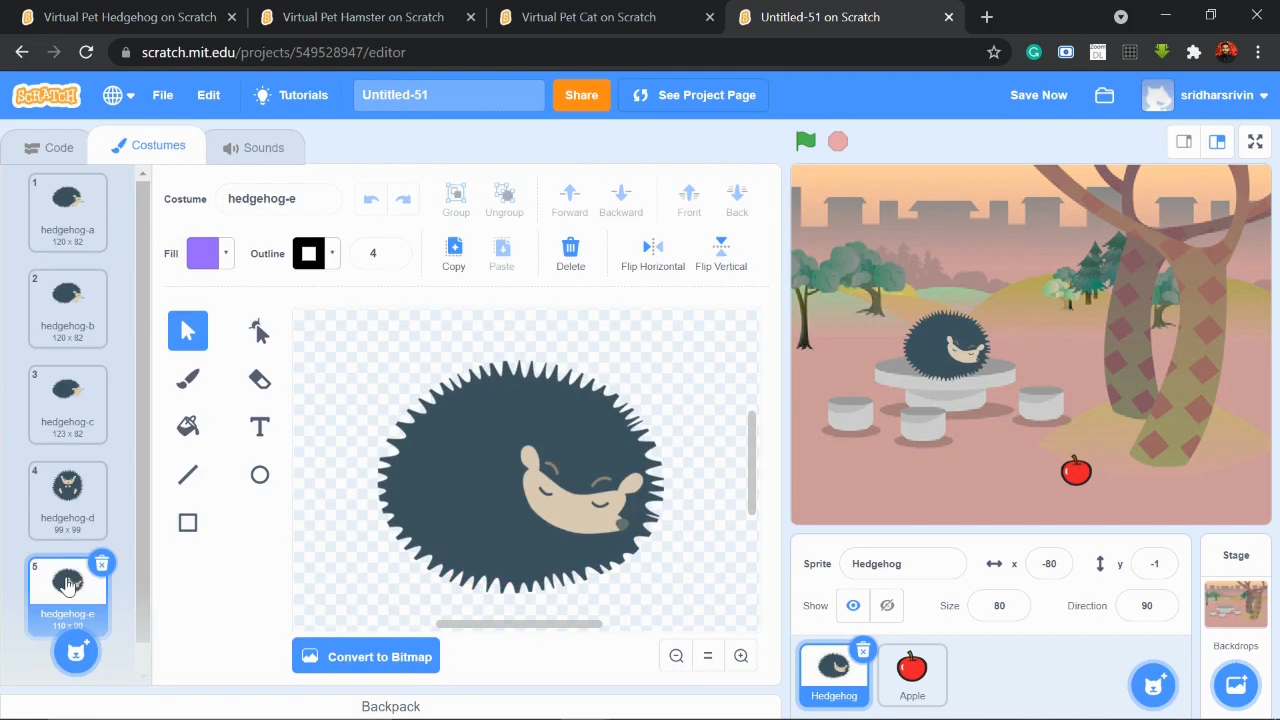 Virtual Pet Hedgehog on Scratch
Virtual Pet Hamster on Scratch
Virtual Pet Cat on Scratch
Untitled-51 on Scratch
scratch.mit.edu/projects/549528947/editor
Zoom DL
SCRATCH
File
Edit
Tutorials
Untitled-51
Share
See Project Page
Save Now
sridharsrivin
Code
Costumes
Sounds
1
hedgehog-a
120 x 82
2
hedgehog-b
120 x 82
3
hedgehog-c
123 x 82
4
hedgehog-d
99 x 99
5
hedgehog-e
110 x 99
Costume
hedgehog-e
Group
Ungroup
Forward
Backward
Front
Back
Fill
Outline
4
Copy
Paste
Delete
Flip Horizontal
Flip Vertical
T
Convert to Bitmap
Backpack
Sprite
Hedgehog
x
-80
y
-1
Show
Size
80
Direction
90
Hedgehog
Apple
Stage
Backdrops